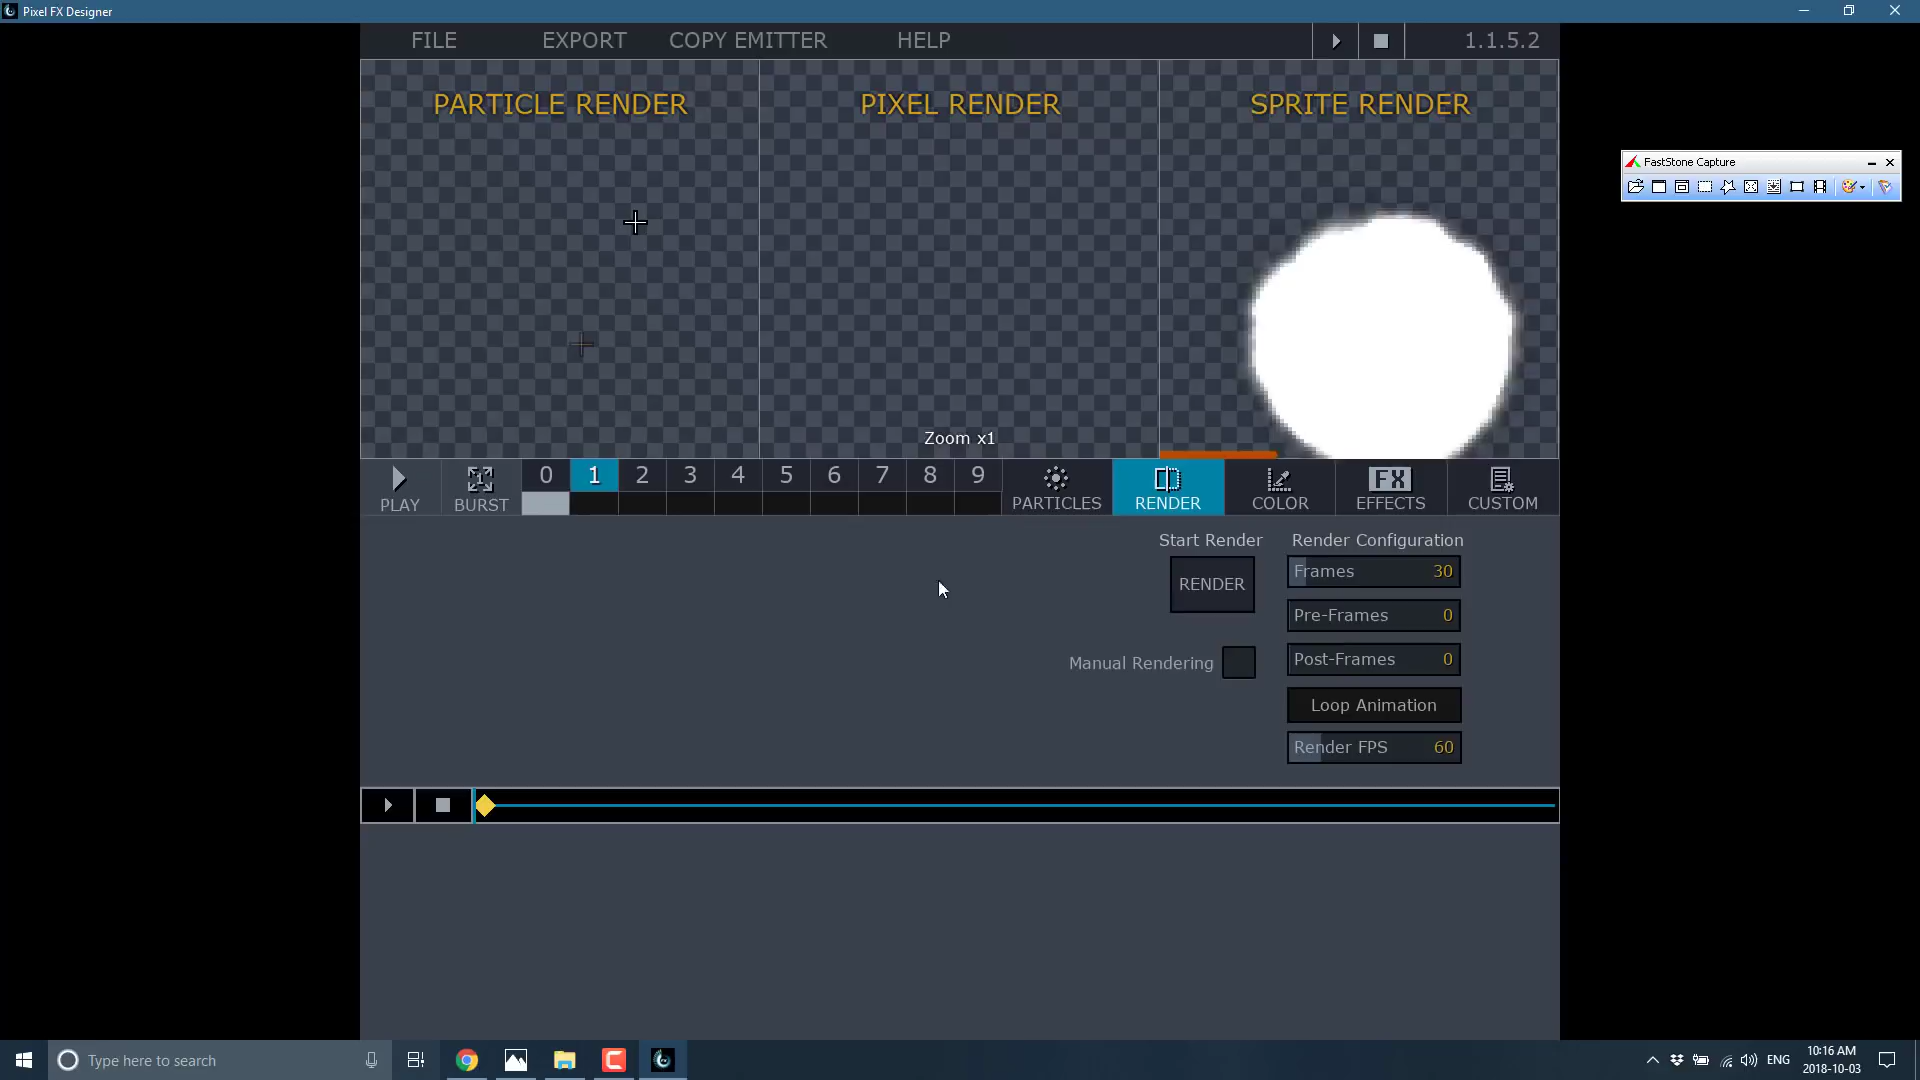 Pixel FX Designer
FILE EXPORT COPY EMITTER HELP 1.1.5.2
PARTICLE RENDER PIXEL RENDER SPRITE RENDER
FastStone Capture
Zoom x1
PLAY BURST 0 1 2 3 4 5 6 7 8 9 PARTICLES RENDER COLOR FX EFFECTS CUSTOM
Start Render Render Configuration
RENDER Frames 30
Pre-Frames 0
Manual Rendering Post-Frames 0
Loop Animation
Render FPS 60
Type here to search
ENG 10:16 AM
2018-10-03